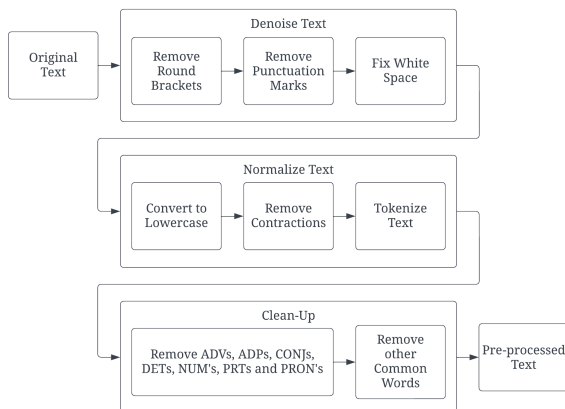 Denoise Text
Original
Text
Remove
Round
Brackets
Remove
Punctuation
Marks
Fix White
Space
Normalize Text
Convert to
Lowercase
Remove
Contractions
Tokenize
Text
Clean-Up
Remove ADVs, ADPs, CONJs,
DETs, NUM's, PRTs and PRON's
Remove
other
Common
Words
Pre-processed
Text